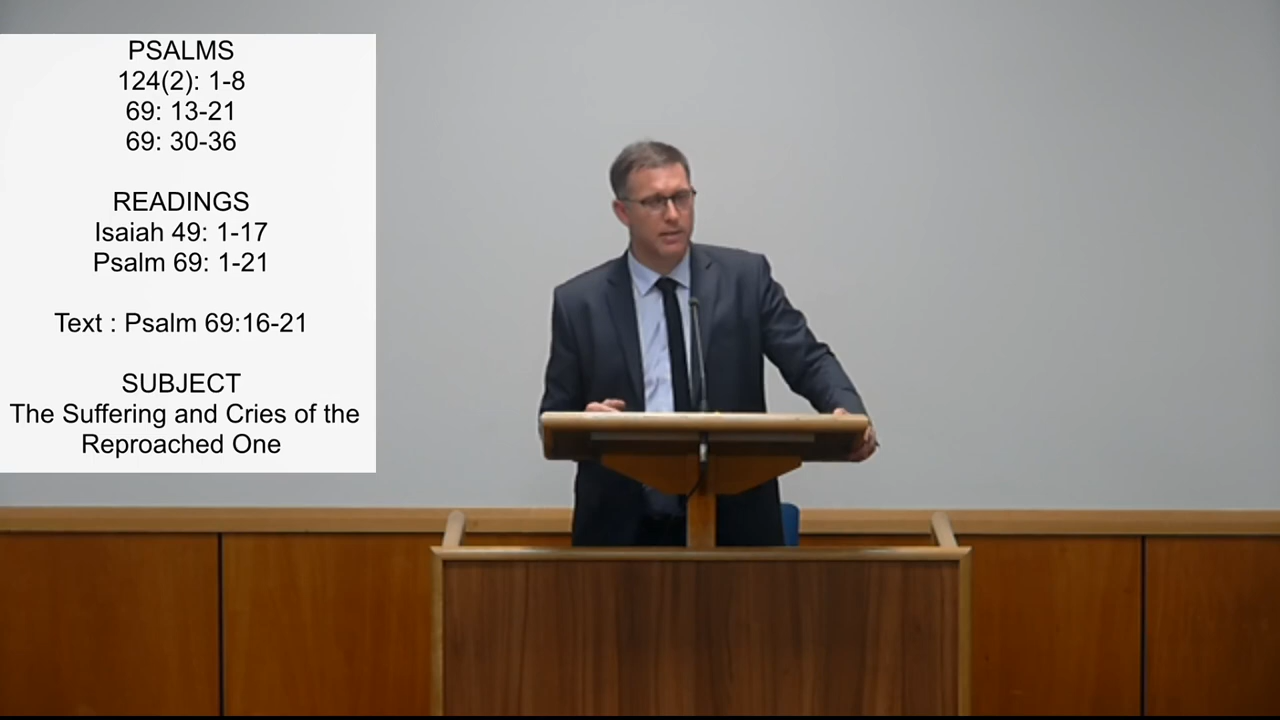 PSALMS
124(2): 1-8
69: 13-21
69: 30-36
READINGS
Isaiah 49: 1-17
Psalm 69: 1-21
Text : Psalm 69:16-21
SUBJECT
The Suffering and Cries of the
Reproached One